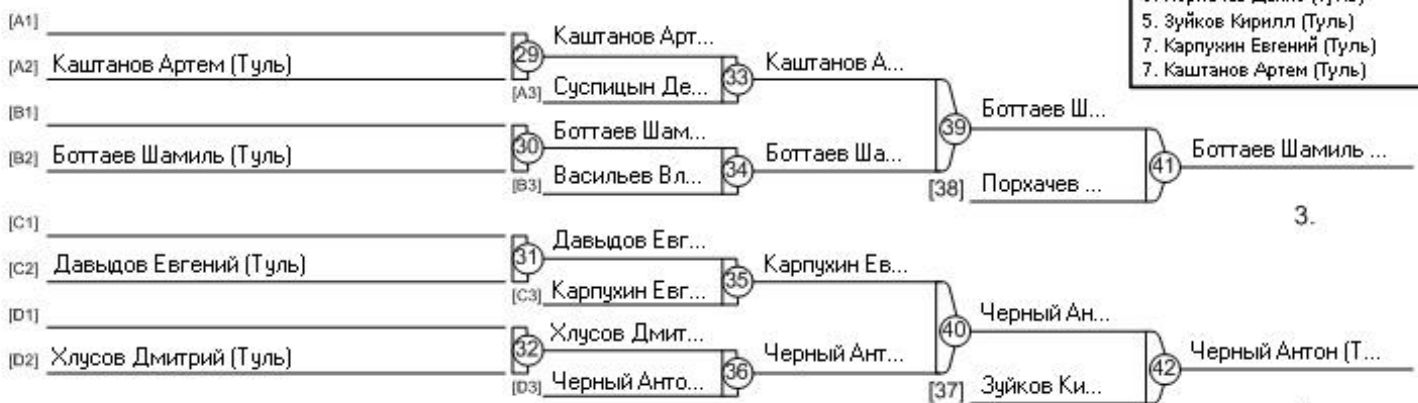 5. Зуйков Кирилл (Туль)
7. Карпухин Евгений (Туль)
7. Каштанов Артем (Туль)
[A1]
[A2] Каштанов Артем (Туль)
29
Каштанов Арт...
[A3] Суспицын Де...
33
Каштанов А...
[B1]
[B2] Боттаев Шамиль (Туль)
30
Боттаев Шам...
[B3] Васильев Вл...
34
Боттаев Ша...
39
Боттаев Ш...
[38] Порхачев ...
41
Боттаев Шамиль ...
3.
[C1]
[C2] Давыдов Евгений (Туль)
31
Давыдов Евг...
[C3] Карпухин Евг...
35
Карпухин Ев...
[D1]
[D2] Хлусов Дмитрий (Туль)
32
Хлусов Дмит...
[D3] Черный Анто...
36
Черный Ант...
40
Черный Ан...
[37] Зуйков Ки...
42
Черный Антон (Т...